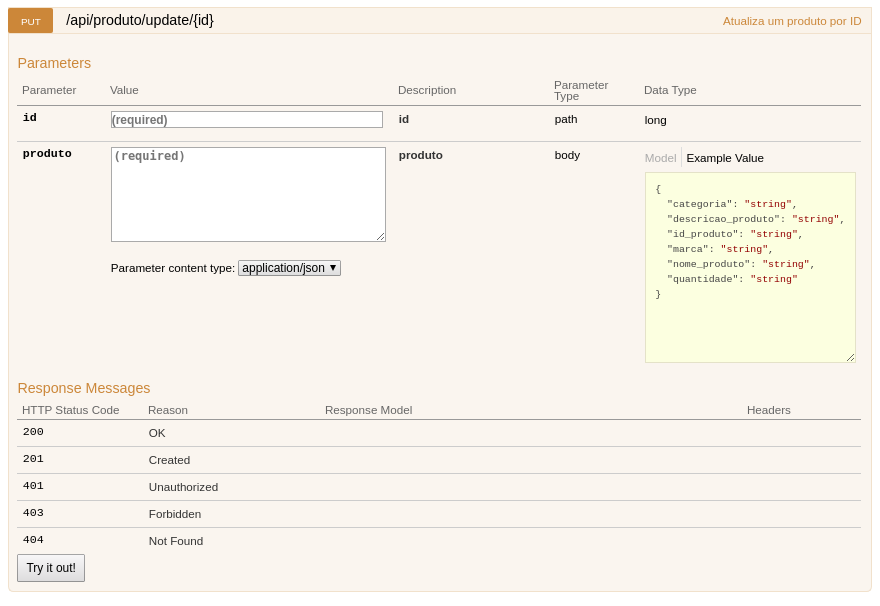 PUT /api/produto/update/{id} Atualiza um produto por ID
Parameters
Parameter Value Description Parameter Type Data Type
id (required) id path long
produto (required) produto body Model Example Value
{
"categoria": "string",
"descricao_produto": "string",
"id_produto": "string",
"marca": "string",
"nome_produto": "string",
"quantidade": "string"
}
Parameter content type: application/json ▼
Response Messages
HTTP Status Code Reason Response Model Headers
200 OK
201 Created
401 Unauthorized
403 Forbidden
404 Not Found
Try it out!